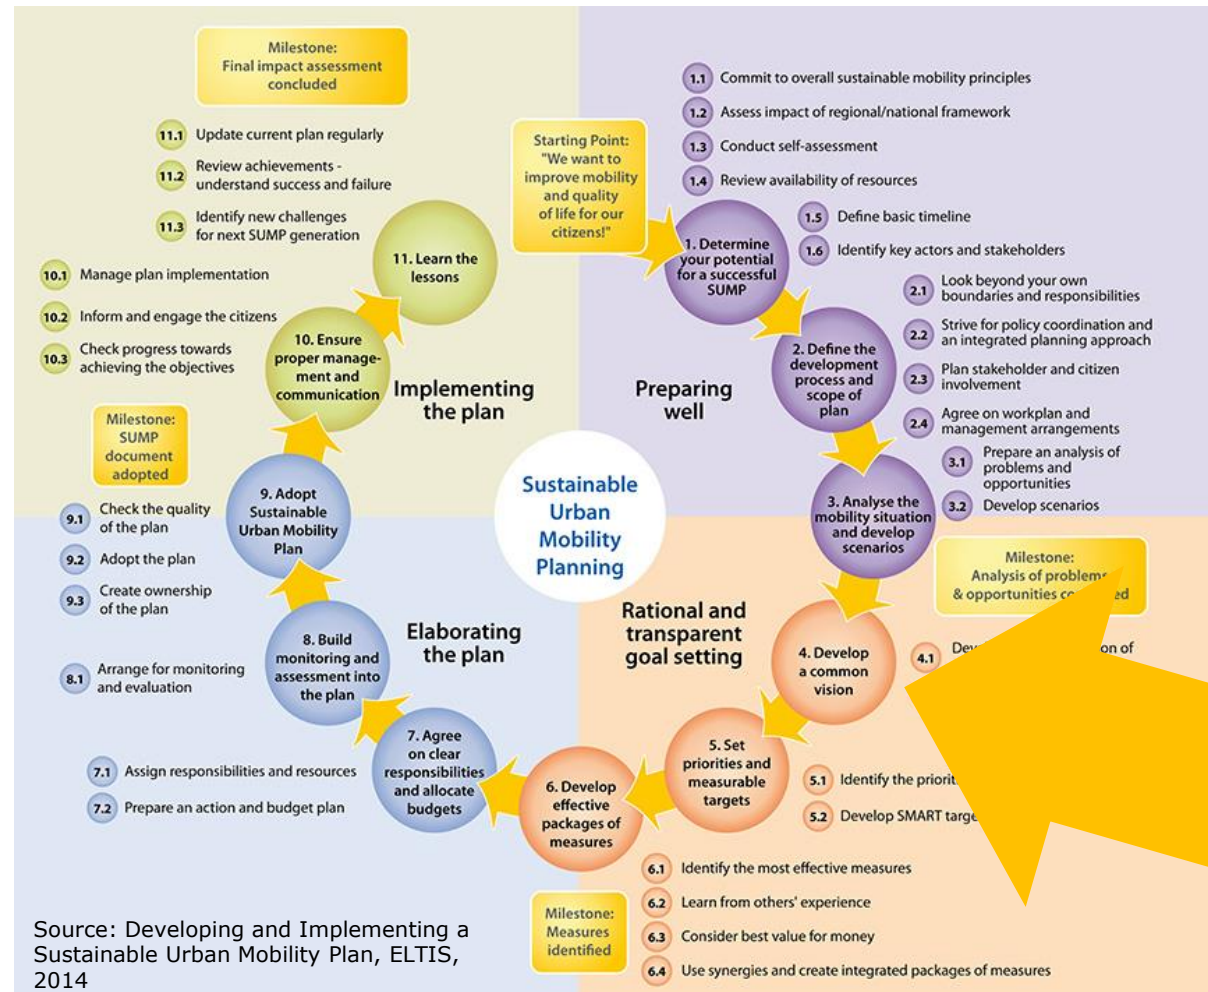 Milestone:
Final impact assessment
concluded
11.1 Update current plan regularly
11.2 Review achievements -
understand success and failure
11.3 Identify new challenges
for next SUMP generation
10.1 Manage plan implementation
10.2 Inform and engage the citizens
10.3 Check progress towards
achieving the objectives
11. Learn the
lessons
10. Ensure
proper manage-
ment and
communication
Implementing
the plan
Starting Point:
"We want to
improve mobility
and quality
of life for our
citizens!"
1.1 Commit to overall sustainable mobility principles
1.2 Assess impact of regional/national framework
1.3 Conduct self-assessment
1.4 Review availability of resources
1.5 Define basic timeline
1.6 Identify key actors and stakeholders
1. Determine
your potential
for a successful
SUMP
2.1 Look beyond your own
boundaries and responsibilities
2.2 Strive for policy coordination and
an integrated planning approach
2.3 Plan stakeholder and citizen
involvement
2.4 Agree on workplan and
management arrangements
2. Define the
development
process and
scope of
plan
Preparing
well
3.1 Prepare an analysis of
problems and
opportunities
3.2 Develop scenarios
3. Analyse the
mobility situation
and develop
scenarios
Milestone:
SUMP
document
adopted
9.1 Check the quality
of the plan
9.2 Adopt the plan
9.3 Create ownership
of the plan
9. Adopt
Sustainable
Urban Mobility
Plan
Sustainable
Urban
Mobility
Planning
Milestone:
Analysis of problems
& opportunities
Rational and
transparent
goal setting
4. Develop
a common
vision
4.1 of
Elaborating
the plan
8. Build
monitoring and
assessment into
the plan
8.1 Arrange for monitoring
and evaluation
7.1 Assign responsibilities and resources
7.2 Prepare an action and budget plan
7. Agree
on clear
responsibilities
and allocate
budgets
6. Develop
effective
packages of
measures
5. Set
priorities and
measurable
targets
5.1 Identify the
5.2 Develop SMART
6.1 Identify the most effective measures
6.2 Learn from others' experience
6.3 Consider best value for money
6.4 Use synergies and create integrated packages of measures
Milestone:
Measures
identified
Source: Developing and Implementing a
Sustainable Urban Mobility Plan, ELTIS,
2014